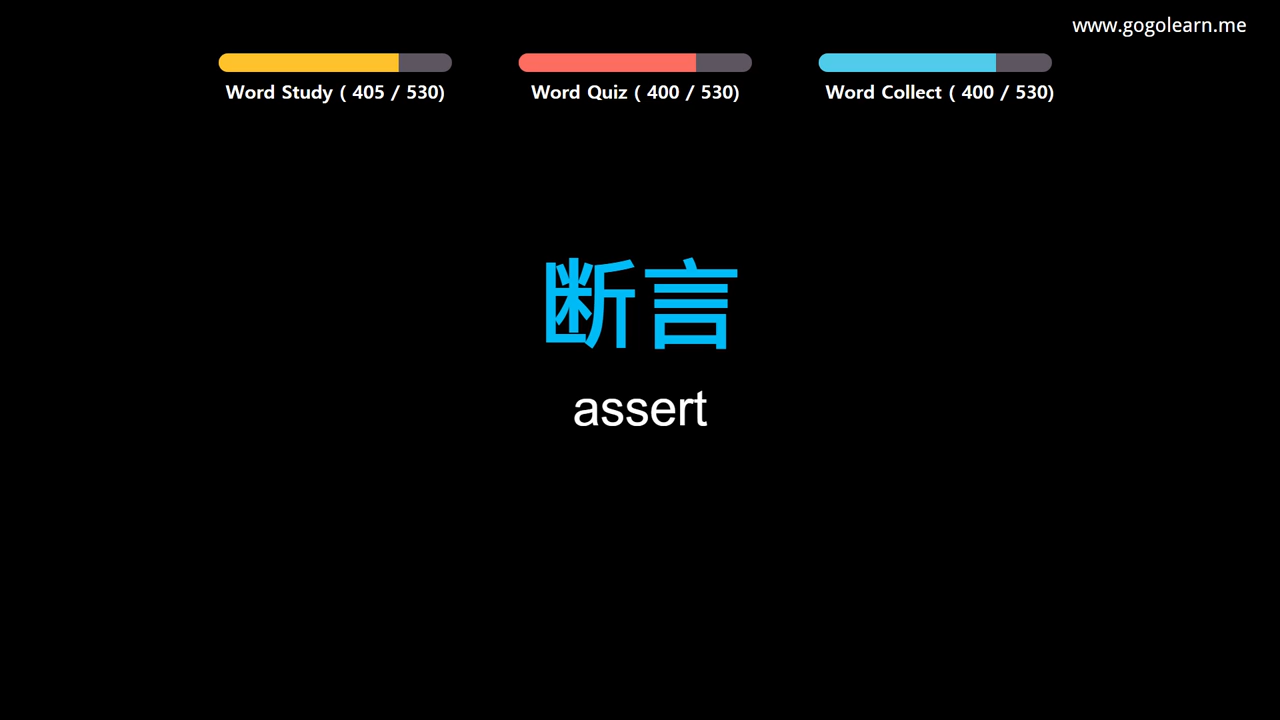 www.gogolearn.me
Word Study ( 405 / 530)
Word Quiz ( 400 / 530)
Word Collect ( 400 / 530)
断言
assert